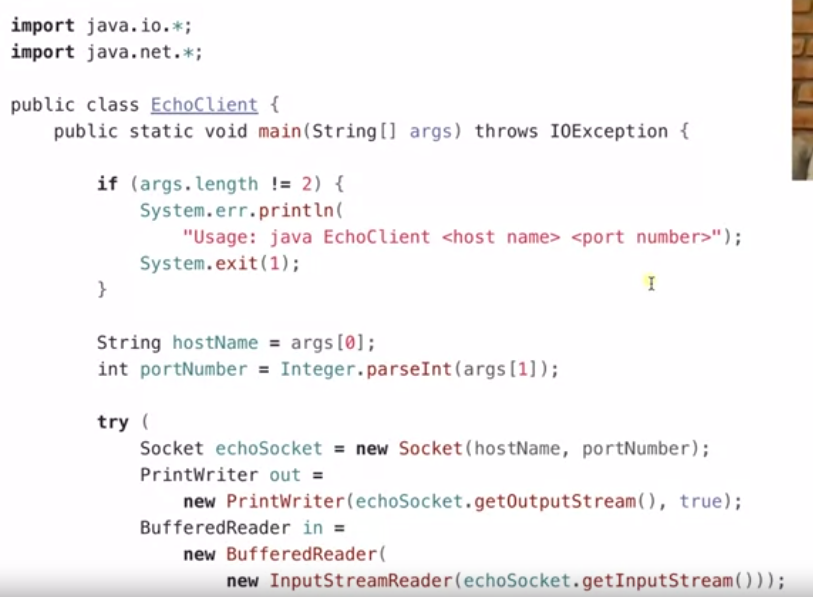 import java.io.*;
import java.net.*;
public class EchoClient {
public static void main(String[] args) throws IOException {
if (args.length != 2) {
System.err.println(
"Usage: java EchoClient <host name> <port number>");
System.exit(1);
}
String hostName = args[0];
int portNumber = Integer.parseInt(args[1]);
try (
Socket echoSocket = new Socket(hostName, portNumber);
PrintWriter out =
new PrintWriter(echoSocket.getOutputStream(), true);
BufferedReader in =
new BufferedReader(
new InputStreamReader(echoSocket.getInputStream()));